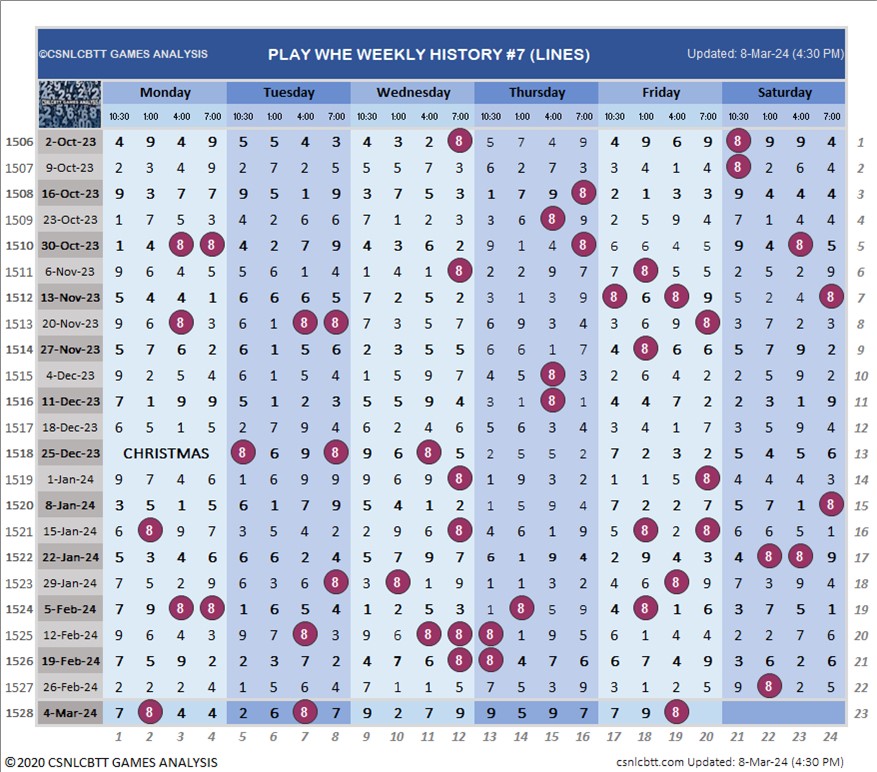 ©CSNLCBTT GAMES ANALYSIS PLAY WHE WEEKLY HISTORY #7 (LINES) Updated: 8-Mar-24 (4:30 PM)
CSNLCBTT GAMES ANALYSIS Monday Tuesday Wednesday Thursday Friday Saturday
10:30 1:00 4:00 7:00 10:30 1:00 4:00 7:00 10:30 1:00 4:00 7:00 10:30 1:00 4:00 7:00 10:30 1:00 4:00 7:00 10:30 1:00 4:00 7:00
1506 2-Oct-23 4 9 4 9 5 5 4 3 4 3 2 8 5 7 4 9 4 9 6 9 8 9 9 4 1
1507 9-Oct-23 2 3 4 9 2 7 2 5 5 5 7 3 6 2 7 3 3 4 1 4 8 2 6 4 2
1508 16-Oct-23 9 3 7 7 9 5 1 9 3 7 5 3 1 7 9 8 2 1 3 3 9 4 4 4 3
1509 23-Oct-23 1 7 5 3 4 2 6 6 7 1 2 3 3 6 8 9 2 5 9 4 7 1 4 4 4
1510 30-Oct-23 1 4 8 8 4 2 7 9 4 3 6 2 9 1 4 8 6 6 4 5 9 4 8 5 5
1511 6-Nov-23 9 6 4 5 5 6 1 4 1 4 1 8 2 2 9 7 7 8 5 5 2 5 2 9 6
1512 13-Nov-23 5 4 4 1 6 6 6 5 7 2 5 2 3 1 3 9 8 6 8 9 5 2 4 8 7
1513 20-Nov-23 9 6 8 3 6 1 8 8 7 3 5 7 6 9 3 4 3 6 9 8 3 7 2 3 8
1514 27-Nov-23 5 7 6 2 6 1 5 6 2 3 5 5 6 6 1 7 4 8 6 6 5 7 9 2 9
1515 4-Dec-23 9 2 5 4 6 1 5 4 1 5 9 7 4 5 8 3 2 6 4 2 2 5 9 2 10
1516 11-Dec-23 7 1 9 9 5 1 2 3 5 5 9 4 3 1 8 1 4 4 7 2 2 3 1 9 11
1517 18-Dec-23 6 5 1 5 2 7 9 4 6 2 4 6 5 6 3 4 3 4 1 2 3 5 9 4 12
1518 25-Dec-23 CHRISTMAS 8 6 9 8 9 6 8 5 2 5 5 2 7 3 2 7 4 5 4 6 13
1519 1-Jan-24 9 7 4 6 1 6 9 9 9 9 9 8 1 9 3 2 1 1 5 8 4 4 4 3 14
1520 8-Jan-24 3 5 1 5 6 1 7 9 5 4 1 2 1 5 9 4 7 2 2 7 5 7 1 8 15
1521 15-Jan-24 6 8 9 7 3 5 4 2 2 9 6 8 4 6 1 9 5 8 2 8 6 6 5 1 16
1522 22-Jan-24 5 3 4 6 6 6 2 4 5 7 9 7 6 1 9 4 2 9 4 3 4 8 8 9 17
1523 29-Jan-24 7 5 2 9 6 3 6 8 3 8 1 9 9 1 3 2 4 6 8 9 7 3 9 4 18
1524 5-Feb-24 7 9 8 8 1 6 5 4 1 2 5 3 1 8 5 9 4 8 1 6 3 7 5 1 19
1525 12-Feb-24 9 6 4 3 9 7 8 3 9 6 8 8 8 1 9 5 6 1 4 4 2 2 7 6 20
1526 19-Feb-24 7 5 9 2 2 3 7 2 4 7 6 8 8 4 7 6 6 7 4 9 3 6 2 6 21
1527 26-Feb-24 2 2 2 4 1 5 6 4 7 1 1 5 7 5 3 9 3 1 2 5 9 8 2 5 22
1528 4-Mar-24 7 8 4 4 2 6 8 7 9 2 7 9 9 5 9 7 7 9 8 23
1 2 3 4 5 6 7 8 9 10 11 12 13 14 15 16 17 18 19 20 21 22 23 24
©2020 CSNLCBTT GAMES ANALYSIS csnlcbtt.com Updated: 8-Mar-24 (4:30 PM)